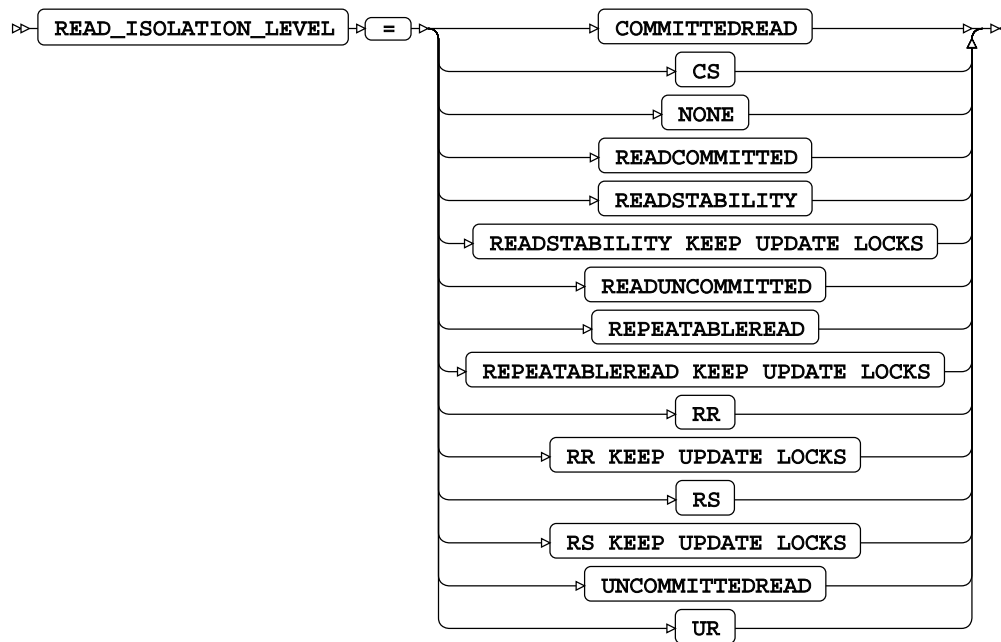 READ_ISOLATION_LEVEL = COMMITTEDREAD
CS
NONE
READCOMMITTED
READSTABILITY
READSTABILITY KEEP UPDATE LOCKS
READUNCOMMITTED
REPEATABLEREAD
REPEATABLEREAD KEEP UPDATE LOCKS
RR
RR KEEP UPDATE LOCKS
RS
RS KEEP UPDATE LOCKS
UNCOMMITTEDREAD
UR